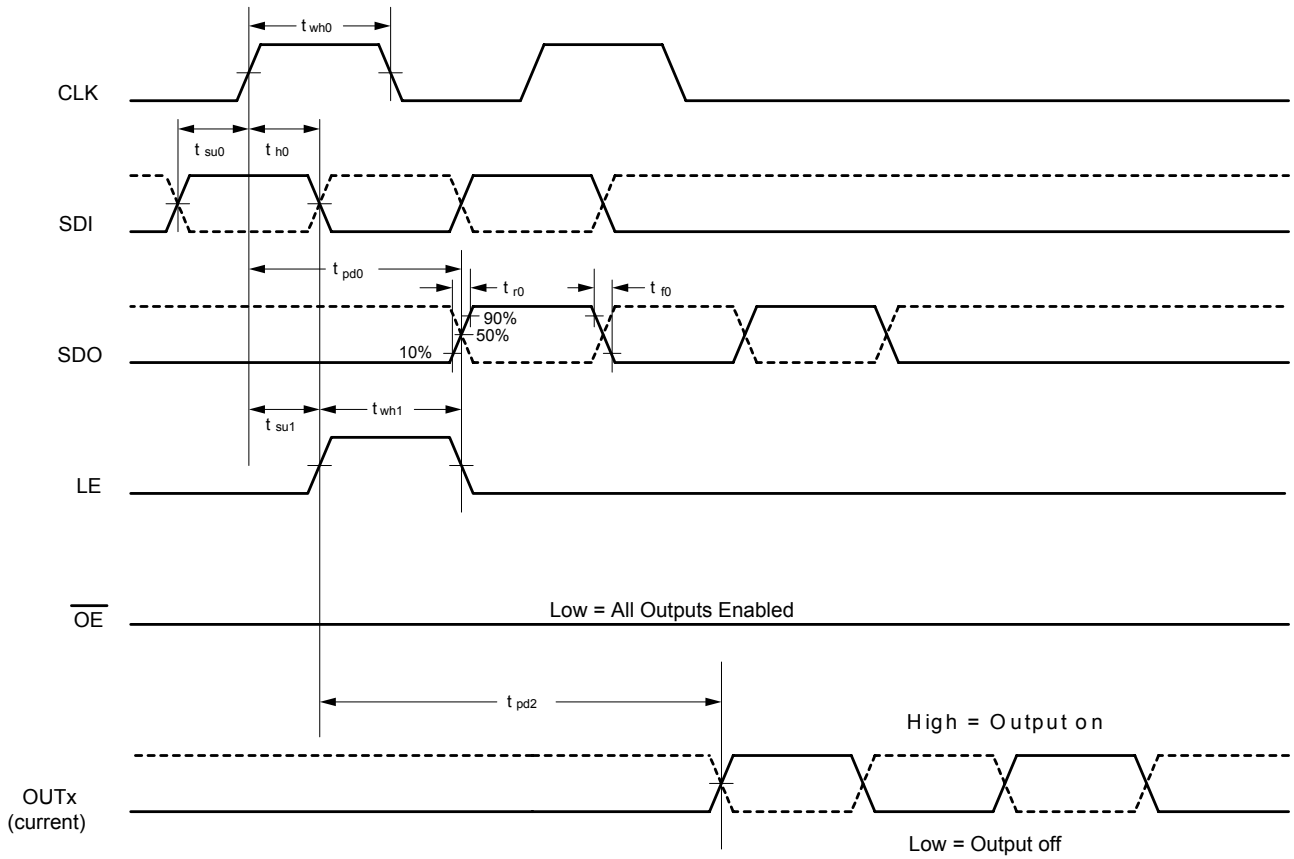 t wh0
CLK
t su0
t h0
SDI
t pd0
t r0
t f0
90%
50%
SDO
10%
t wh1
t su1
LE
OE
Low = All Outputs Enabled
t pd2
High = Output on
OUTx
(current)
Low = Output off